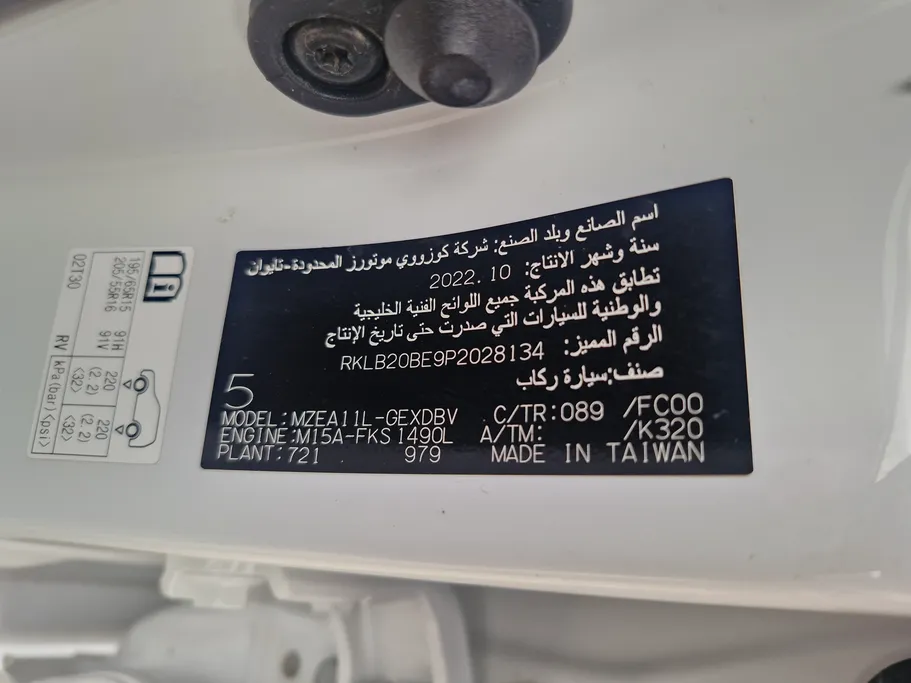 اسم الصانع وبلد الصنع: شركة كوزووي موتورز المحدودة-تايوان
سنة وشهر الإنتاج: 2022.10
تطابق هذه المركبة جميع اللوائح الفنية الخليجية
والوطنية للسيارات التي صدرت حتى تاريخ الإنتاج
الرقم المميز: RKLB20BE9P2028134
صنف:سيارة ركاب
5
MODEL:MZEA11L-GEXDBV C/TR:089 /FC00
ENGINE:M15A-FKS 1490L A/TM: /K320
PLANT:721 979 MADE IN TAIWAN
195/65R15 91H 220 (2.2) <32> 220 (2.2) <32>
205/55R16 91V
02T30 RV kPa(bar)<psi>